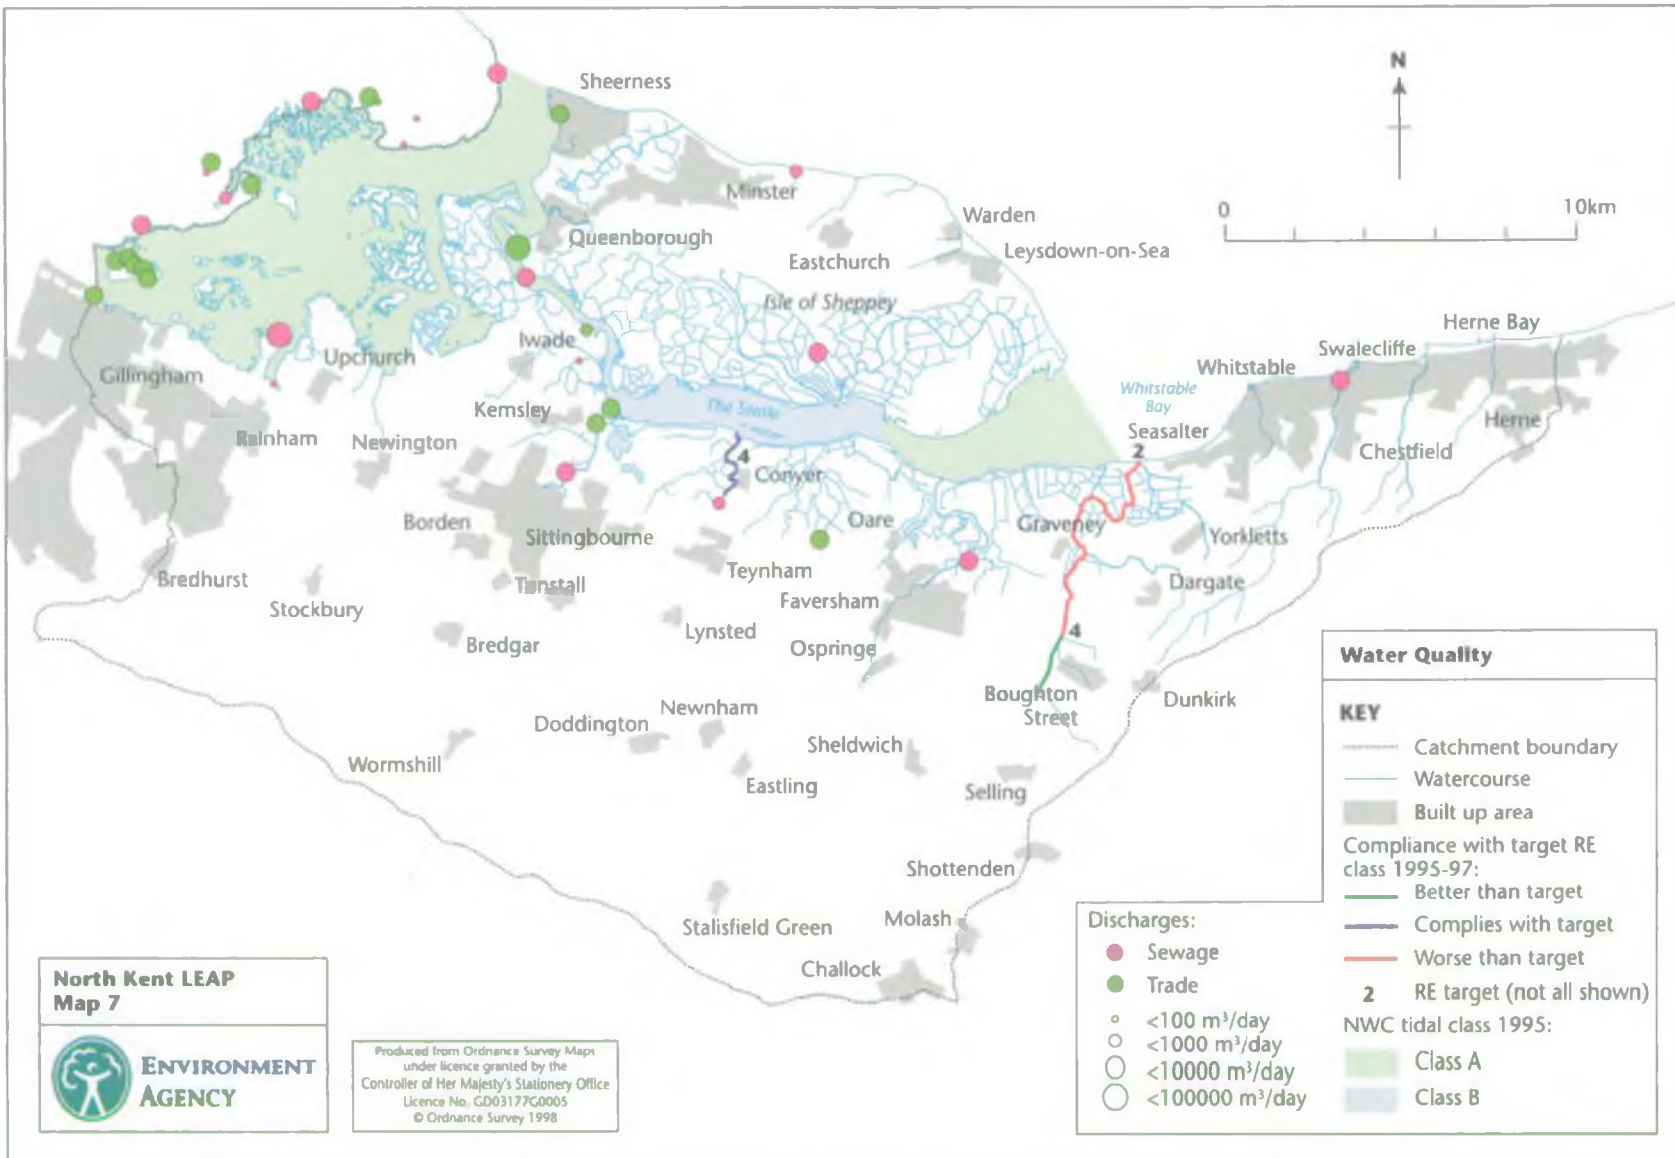 N
0
10km
Sheerness
Minster
Warden
Queenborough
Eastchurch
Leysdown-on-Sea
Isle of Sheppey
Iwade
Herne Bay
Swalecliffe
Whitstable
Upchurch
Gillingham
Whitstable
Bay
Kemsley
The Swale
Seasalter
Herne
Rainham
Newington
2
Chestfield
4
Conyer
Borden
Oare
Graveney
Sittingbourne
Yorkletts
Bredhurst
Teynham
Dargate
Tunstall
Stockbury
Faversham
Lynsted
4
Bredgar
Ospringe
Boughton
Street
Dunkirk
Newnham
Doddington
Sheldwich
Wormshill
Eastling
Selling
Shottenden
Stalisfield Green
Molash
Challock
Water Quality
KEY
Catchment boundary
Watercourse
Built up area
Compliance with target RE
class 1995-97:
Better than target
Complies with target
Worse than target
2 RE target (not all shown)
NWC tidal class 1995:
Class A
Class B
Discharges:
Sewage
Trade
<100 m³/day
<1000 m³/day
<10000 m³/day
<100000 m³/day
North Kent LEAP
Map 7
ENVIRONMENT
AGENCY
Produced from Ordnance Survey Maps
under licence granted by the
Controller of Her Majesty's Stationery Office
Licence No. GD03177G0005
© Ordnance Survey 1998